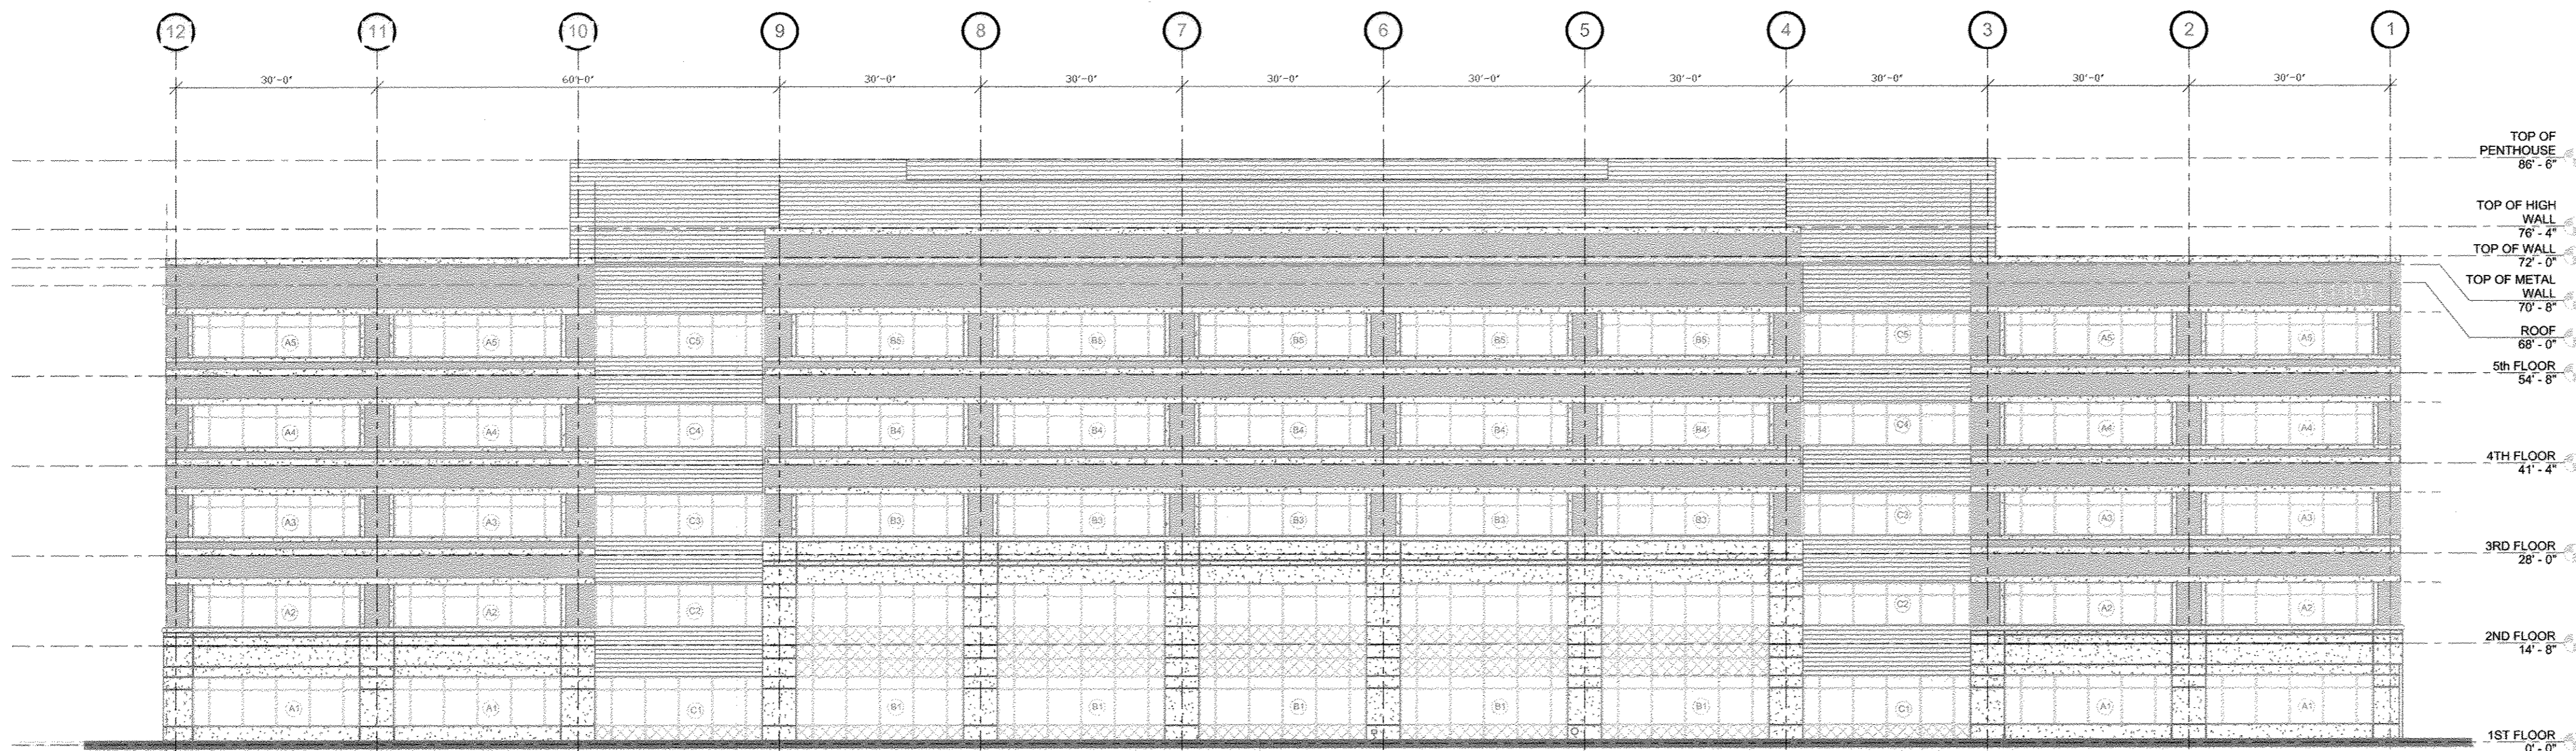 12 11 10 9 8 7 6 5 4 3 2 1
30'-0" 60'-0" 30'-0" 30'-0" 30'-0" 30'-0" 30'-0" 30'-0" 30'-0" 30'-0"
TOP OF
PENTHOUSE
86' - 6"
TOP OF HIGH
WALL
76' - 4"
TOP OF WALL
72' - 0"
TOP OF METAL
WALL
70' - 8"
ROOF
68' - 0"
A5 A5 C5 B5 B5 B5 B5 B5 C5 A5 A5
5th FLOOR
54' - 8"
A4 A4 C4 B4 B4 B4 B4 B4 C4 A4 A4
4TH FLOOR
41' - 4"
A3 A3 C3 B3 B3 B3 B3 B3 C3 A3 A3
3RD FLOOR
28' - 0"
A2 A2 C2 C2 A2 A2
2ND FLOOR
14' - 8"
A1 A1 C1 B1 B1 B1 B1 B1 C1 A1 A1
1ST FLOOR
0' - 0"